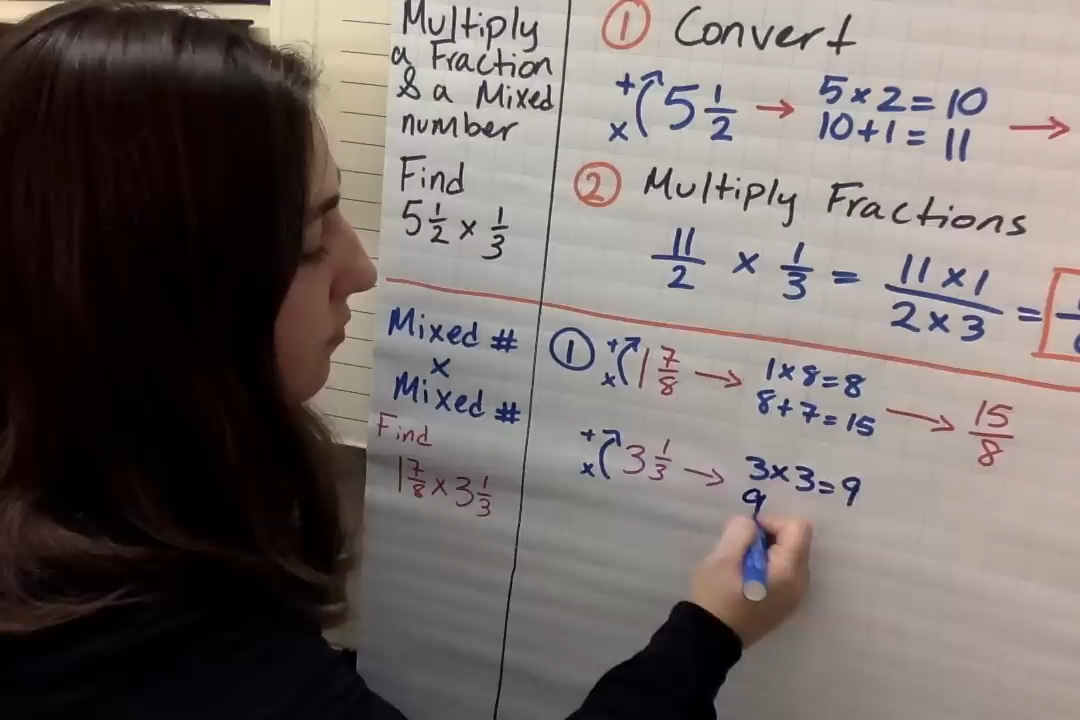 Multiply
a Fraction
& a Mixed
number
Find
5 1/2 x 1/3
① Convert
+
x
5 1/2 → 5 x 2 = 10
10 + 1 = 11 →
② Multiply Fractions
11/2 x 1/3 = 11 x 1 / 2 x 3 =
Mixed #
x
Mixed #
Find
1 7/8 x 3 1/3
①
+
x
1 7/8 → 1 x 8 = 8
8 + 7 = 15 → 15/8
+
x
3 1/3 → 3 x 3 = 9
9